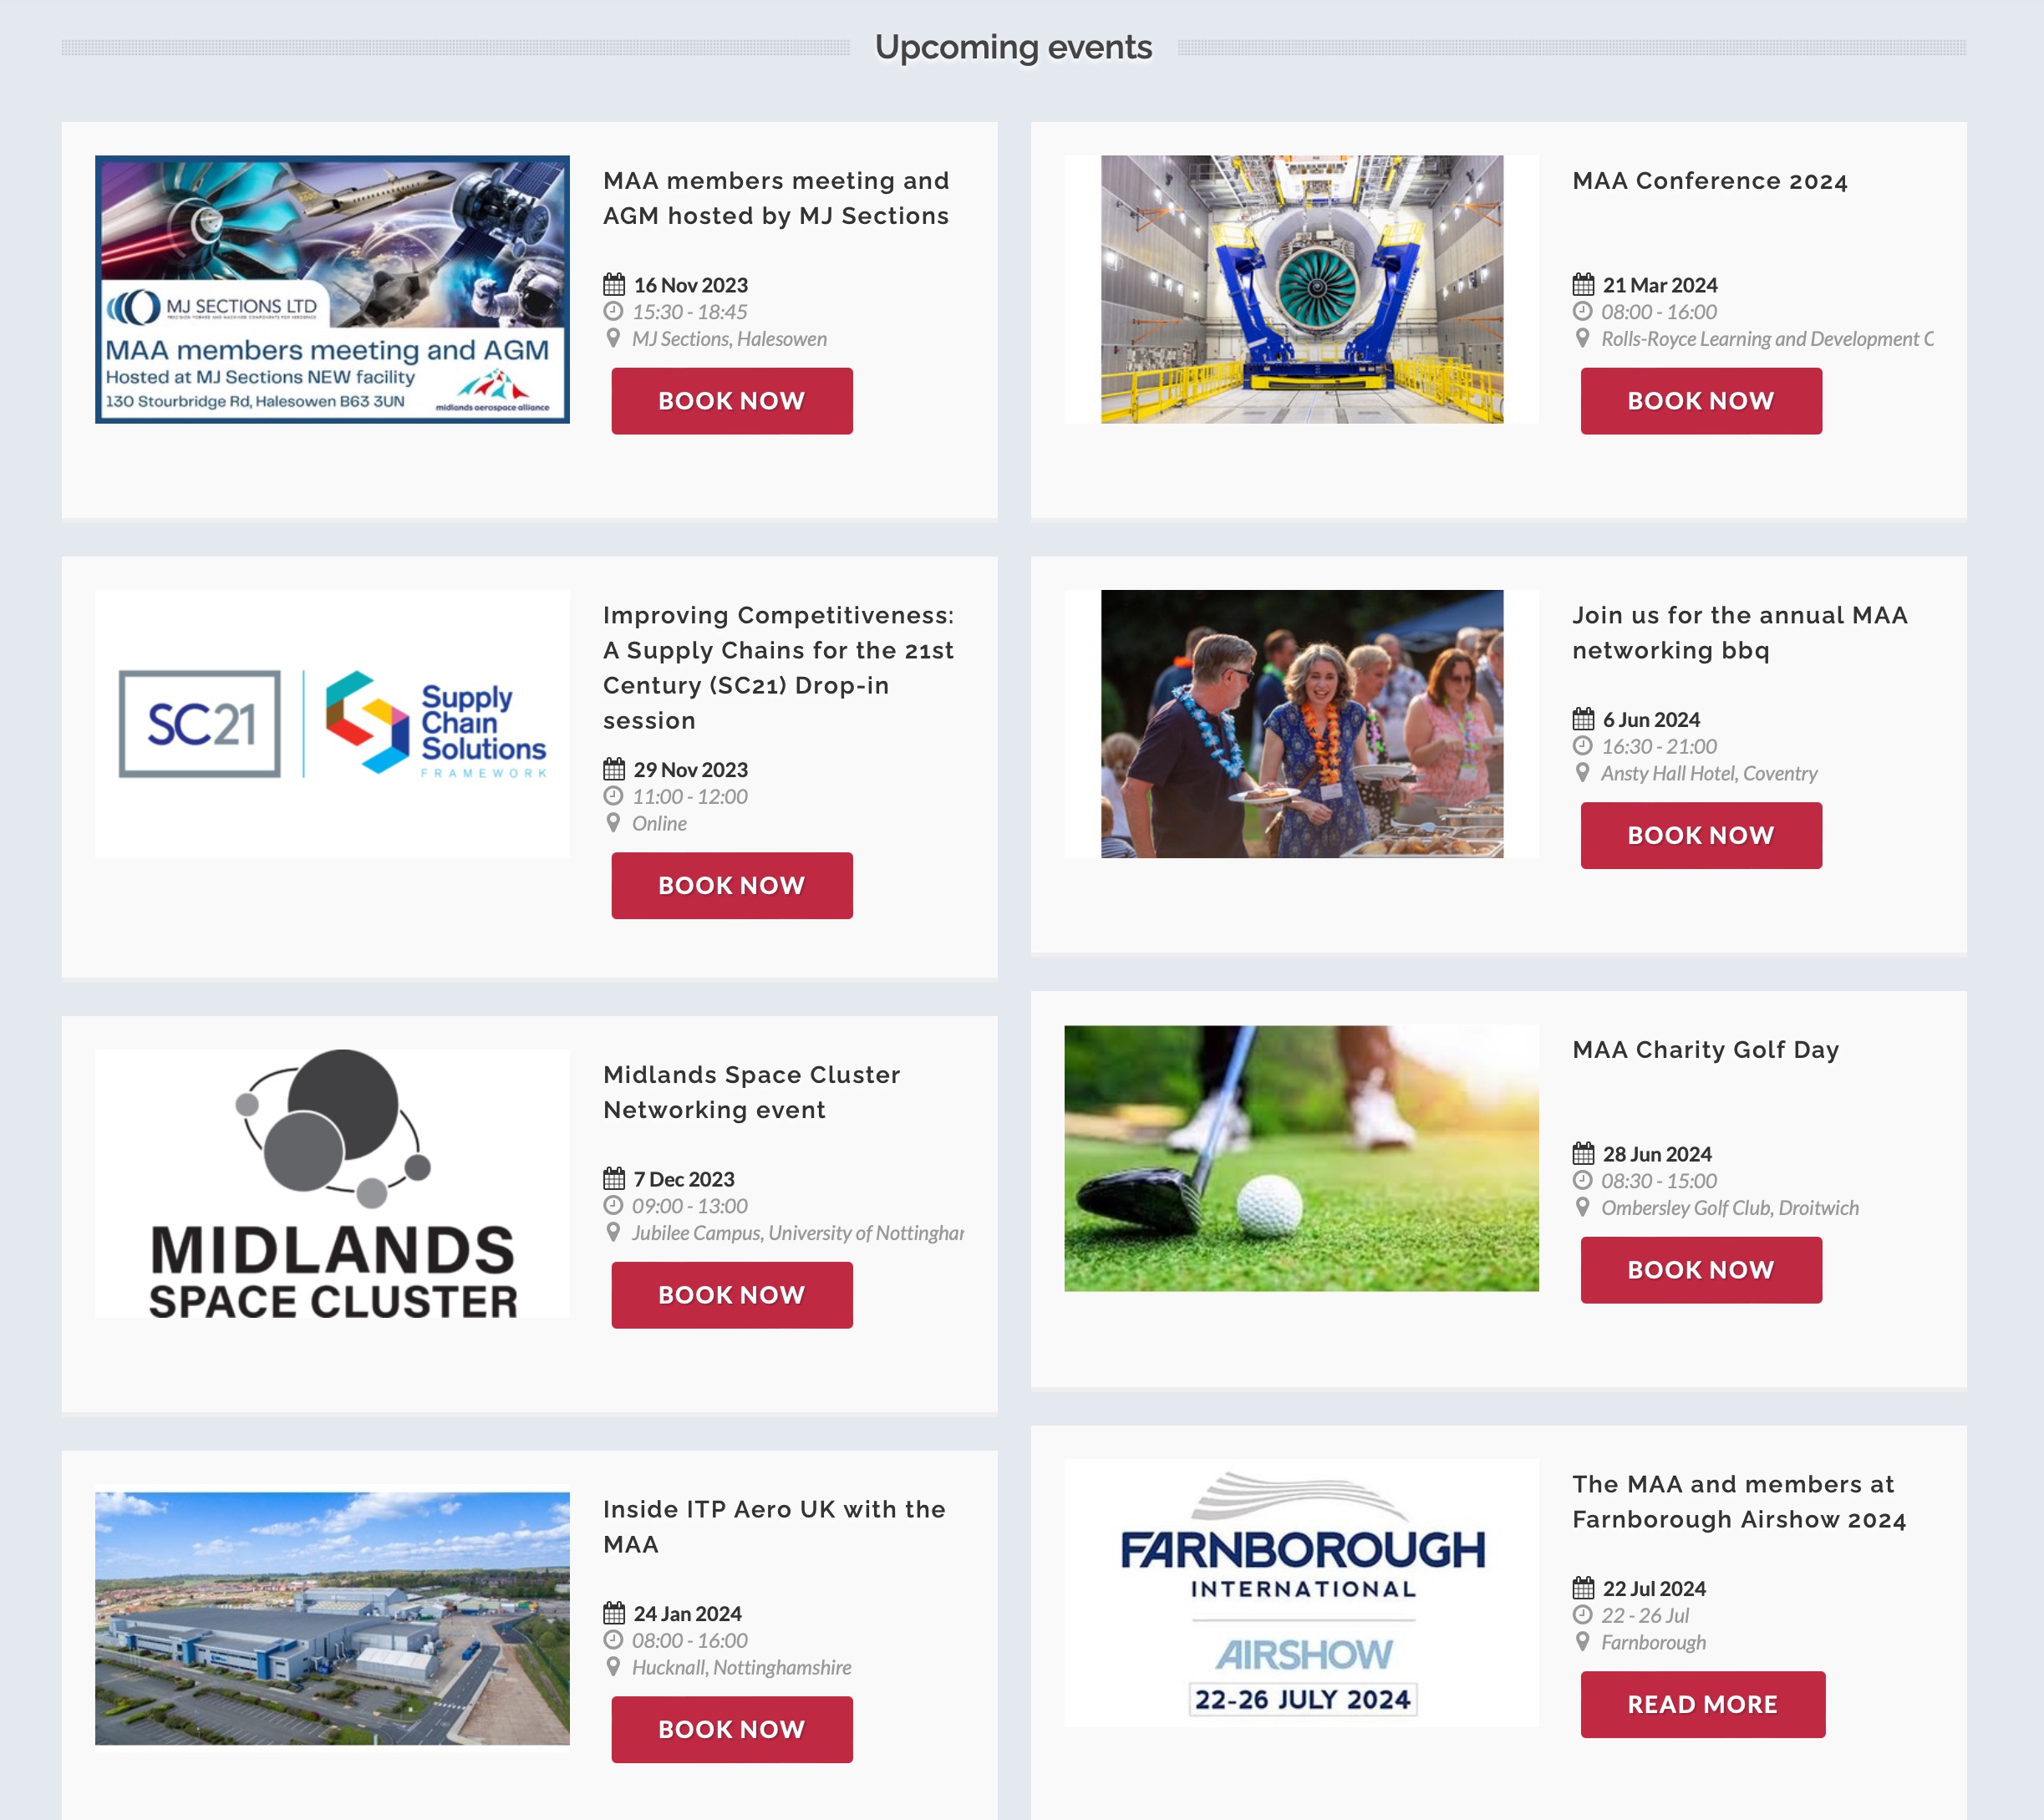 Upcoming events
MJ SECTIONS LTD
PRECISION FORMED AND MACHINE COMPONENTS FOR AEROSPACE
MAA members meeting and AGM
Hosted at MJ Sections NEW facility
130 Stourbridge Rd, Halesowen B63 3UN
midlands aerospace alliance
MAA members meeting and
AGM hosted by MJ Sections
16 Nov 2023
15:30 - 18:45
MJ Sections, Halesowen
BOOK NOW
SC21
Supply
Chain
Solutions
FRAMEWORK
Improving Competitiveness:
A Supply Chains for the 21st
Century (SC21) Drop-in
session
29 Nov 2023
11:00 - 12:00
Online
BOOK NOW
MIDLANDS
SPACE CLUSTER
Midlands Space Cluster
Networking event
7 Dec 2023
09:00 - 13:00
Jubilee Campus, University of
BOOK NOW
Inside ITP Aero UK with the
MAA
24 Jan 2024
08:00 - 16:00
Hucknall, Nottinghamshire
BOOK NOW
MAA Conference 2024
21 Mar 2024
08:00 - 16:00
Rolls-Royce Learning and Development C
BOOK NOW
Join us for the annual MAA
networking bbq
6 Jun 2024
16:30 - 21:00
Ansty Hall Hotel, Coventry
BOOK NOW
MAA Charity Golf Day
28 Jun 2024
08:30 - 15:00
Ombersley Golf Club, Droitwich
BOOK NOW
FARNBOROUGH
INTERNATIONAL
AIRSHOW
22-26 JULY 2024
The MAA and members at
Farnborough Airshow 2024
22 Jul 2024
22 - 26 Jul
Farnborough
READ MORE